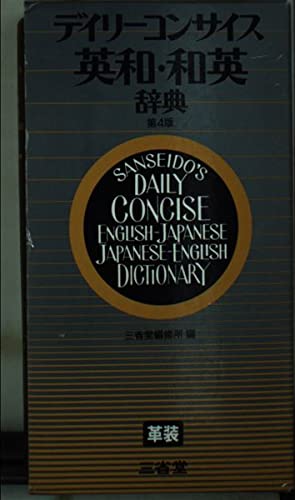 デイリーコンサイス
英和・和英
辞典
第4版
SANSEIDO'S
DAILY
CONCISE
ENGLISH-JAPANESE
JAPANESE-ENGLISH
DICTIONARY
三省堂編修所 編
革装
三省堂